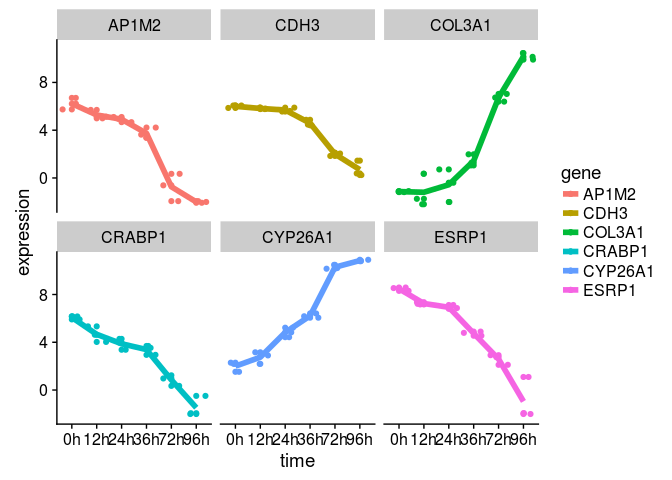 AP1M2 CDH3 COL3A1
8
4
0
CRABP1 CYP26A1 ESRP1
8
4
0
0h 12h 24h 36h 72h 96h 0h 12h 24h 36h 72h 96h 0h 12h 24h 36h 72h 96h
time
expression
gene
AP1M2
CDH3
COL3A1
CRABP1
CYP26A1
ESRP1